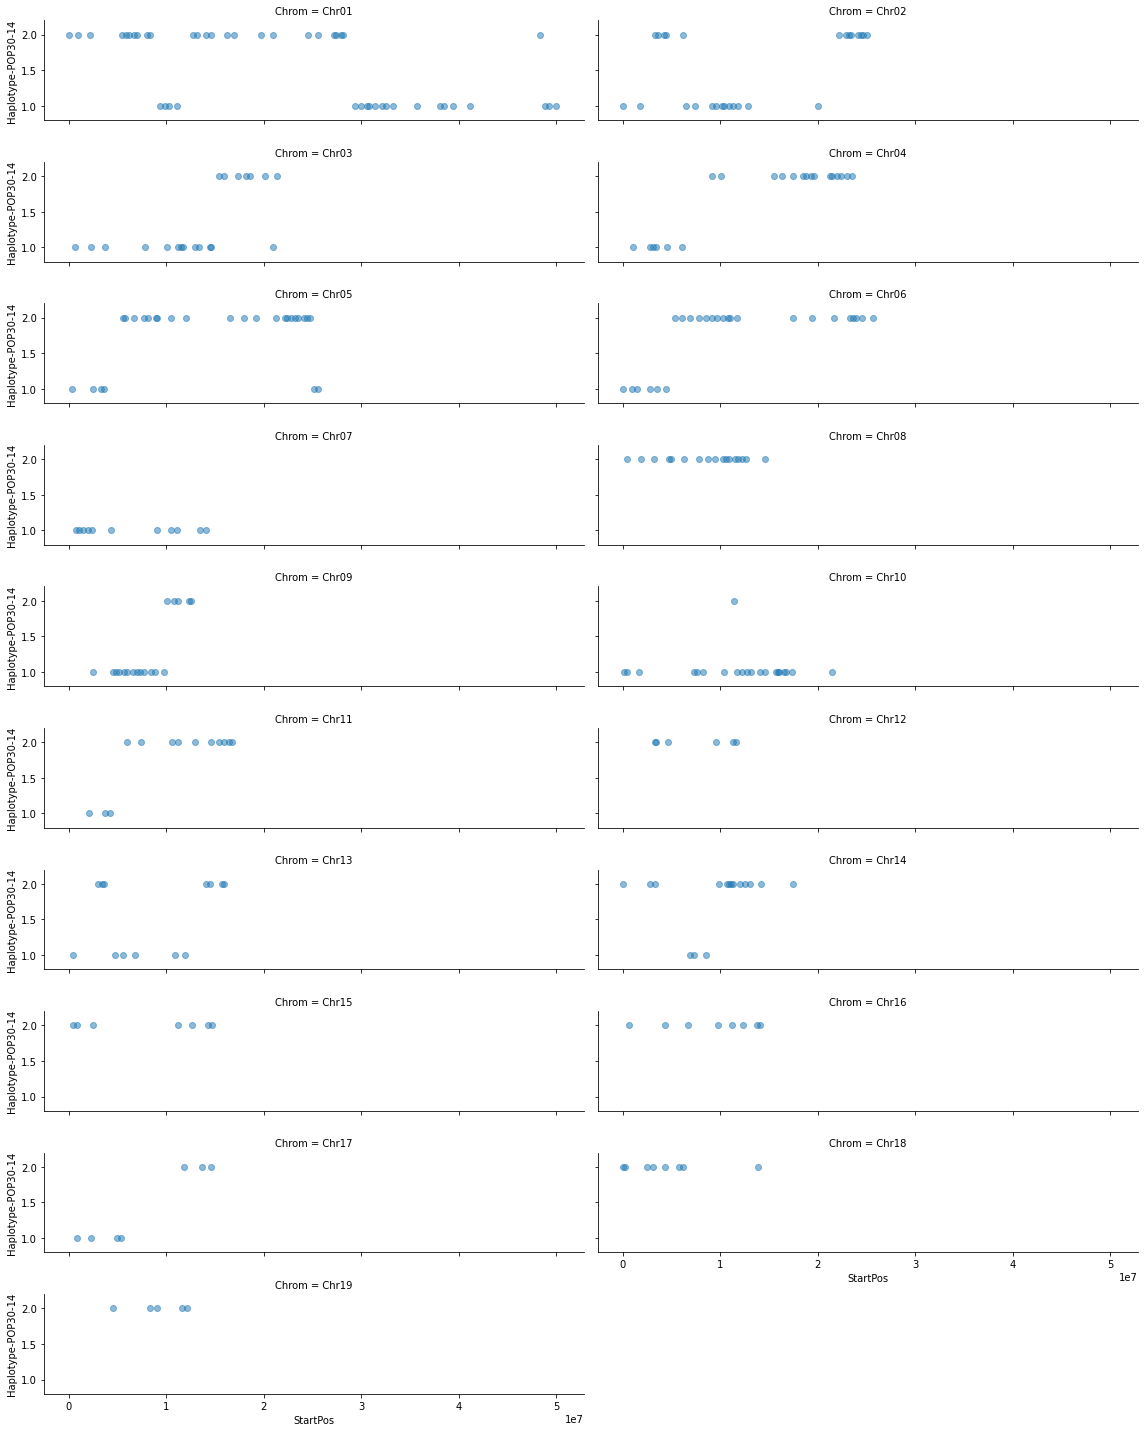 Chrom = Chr01
Chrom = Chr02
Haplotype-POP30-14
2.0
1.5
1.0
Chrom = Chr03
Chrom = Chr04
Haplotype-POP30-14
2.0
1.5
1.0
Chrom = Chr05
Chrom = Chr06
Haplotype-POP30-14
2.0
1.5
1.0
Chrom = Chr07
Chrom = Chr08
Haplotype-POP30-14
2.0
1.5
1.0
Chrom = Chr09
Chrom = Chr10
Haplotype-POP30-14
2.0
1.5
1.0
Chrom = Chr11
Chrom = Chr12
Haplotype-POP30-14
2.0
1.5
1.0
Chrom = Chr13
Chrom = Chr14
Haplotype-POP30-14
2.0
1.5
1.0
Chrom = Chr15
Chrom = Chr16
Haplotype-POP30-14
2.0
1.5
1.0
Chrom = Chr17
Chrom = Chr18
Haplotype-POP30-14
2.0
1.5
1.0
0 1 2 3 4 5
StartPos
1e7
Chrom = Chr19
Haplotype-POP30-14
2.0
1.5
1.0
0 1 2 3 4 5
StartPos
1e7